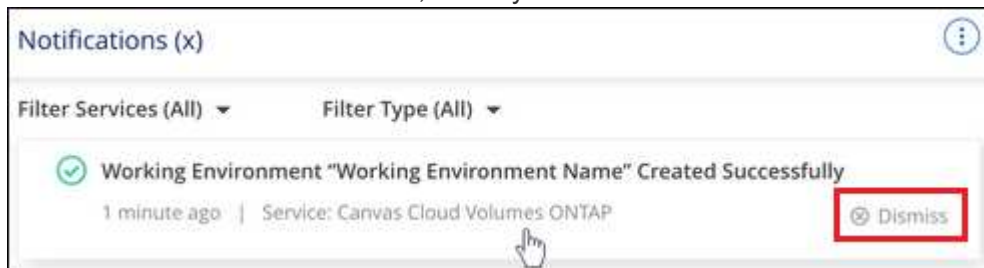 Notifications (x)
Filter Services (All) Filter Type (All)
Working Environment “Working Environment Name” Created Successfully
1 minute ago | Service: Canvas Cloud Volumes ONTAP Dismiss